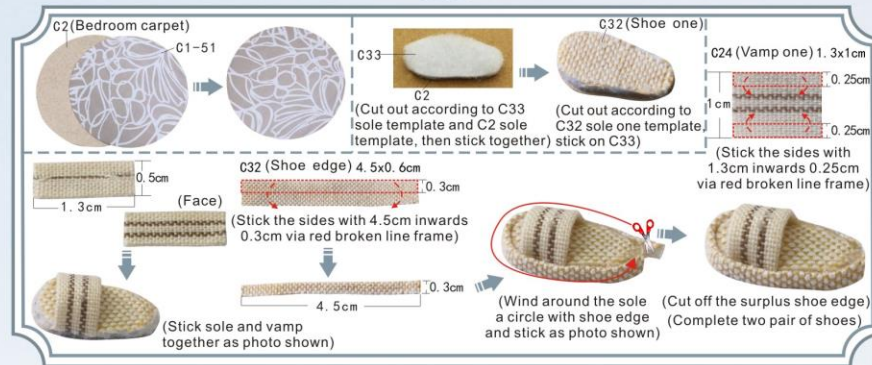 C2(Bedroom carpet)
C1-51
C33
C2
(Cut out according to C33
sole template and C2 sole
template, then stick together)
C32(Shoe one)
(Cut out according to
C32 sole one template,
stick on C33)
C24 (Vamp one) 1.3x1cm
0.25cm
1cm
0.25cm
(Stick the sides with
1.3cm inwards 0.25cm
via red broken line frame)
0.5cm
1.3cm
(Face)
(Stick sole and vamp
together as photo shown)
C32 (Shoe edge) 4.5x0.6cm
0.3cm
(Stick the sides with 4.5cm inwards
0.3cm via red broken line frame)
0.3cm
4.5cm
(Wind around the sole
a circle with shoe edge
and stick as photo shown)
(Cut off the surplus shoe edge)
(Complete two pair of shoes)